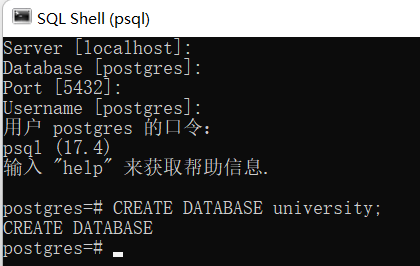 SQL Shell (psql)
Server [localhost]:
Database [postgres]:
Port [5432]:
Username [postgres]:
用户 postgres 的口令：
psql (17.4)
输入 "help" 来获取帮助信息.
postgres=# CREATE DATABASE university;
CREATE DATABASE
postgres=#